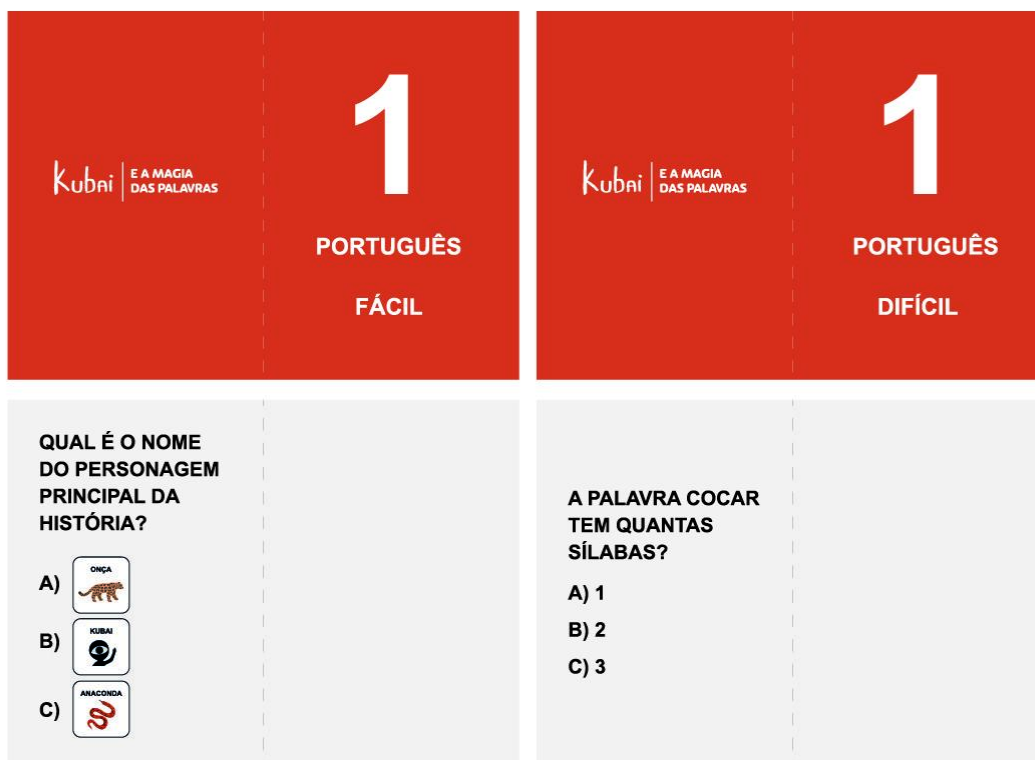 Kubai
E A MAGIA
DAS PALAVRAS
1
PORTUGUÊS
FÁCIL
Kubai
E A MAGIA
DAS PALAVRAS
1
PORTUGUÊS
DIFÍCIL
QUAL É O NOME
DO PERSONAGEM
PRINCIPAL DA
HISTÓRIA?
A)
ONÇA
B)
KUBAI
C)
ANACONDA
A PALAVRA COCAR
TEM QUANTAS
SÍLABAS?
A) 1
B) 2
C) 3